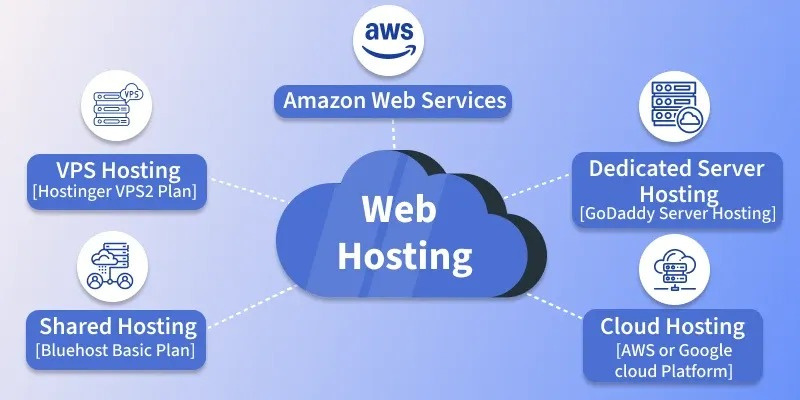 aws
Amazon Web Services
VPS
VPS Hosting
[Hostinger VPS2 Plan]
Dedicated Server
Hosting
[GoDaddy Server Hosting]
Web
Hosting
Shared Hosting
[Bluehost Basic Plan]
Cloud Hosting
[AWS or Google
cloud Platform]